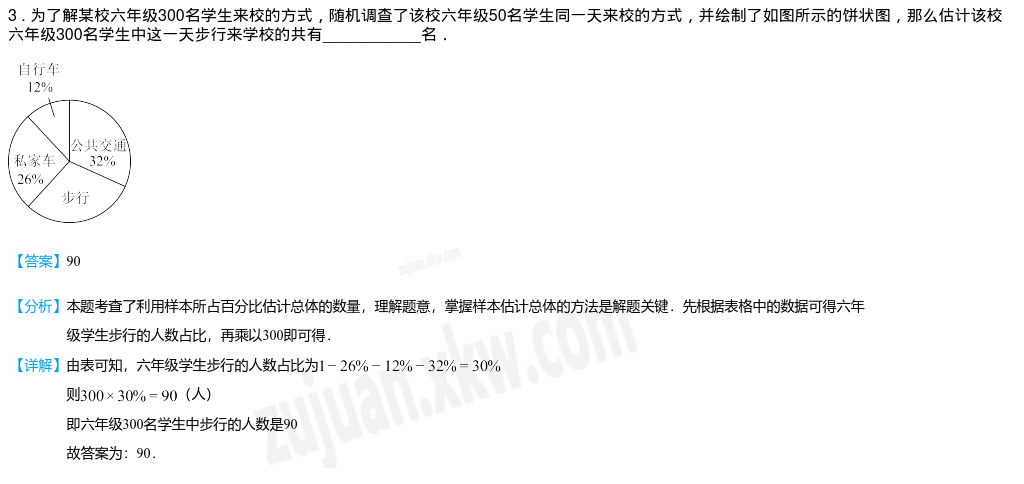 3．为了解某校六年级300名学生来校的方式，随机调查了该校六年级50名学生同一天来校的方式，并绘制了如图所示的饼状图，那么估计该校
六年级300名学生中这一天步行来学校的共有____________名．
自行车
12%
公共交通
32%
私家车
26%
步行
【答案】90
zujuan.xkw.com
【分析】本题考查了利用样本所占百分比估计总体的数量，理解题意，掌握样本估计总体的方法是解题关键．先根据表格中的数据可得六年
级学生步行的人数占比，再乘以300即可得．
【详解】由表可知，六年级学生步行的人数占比为1－26%－12%－32%＝30%
则300×30%＝90（人）
即六年级300名学生中步行的人数是90
故答案为：90．
zujuan.xkw.com